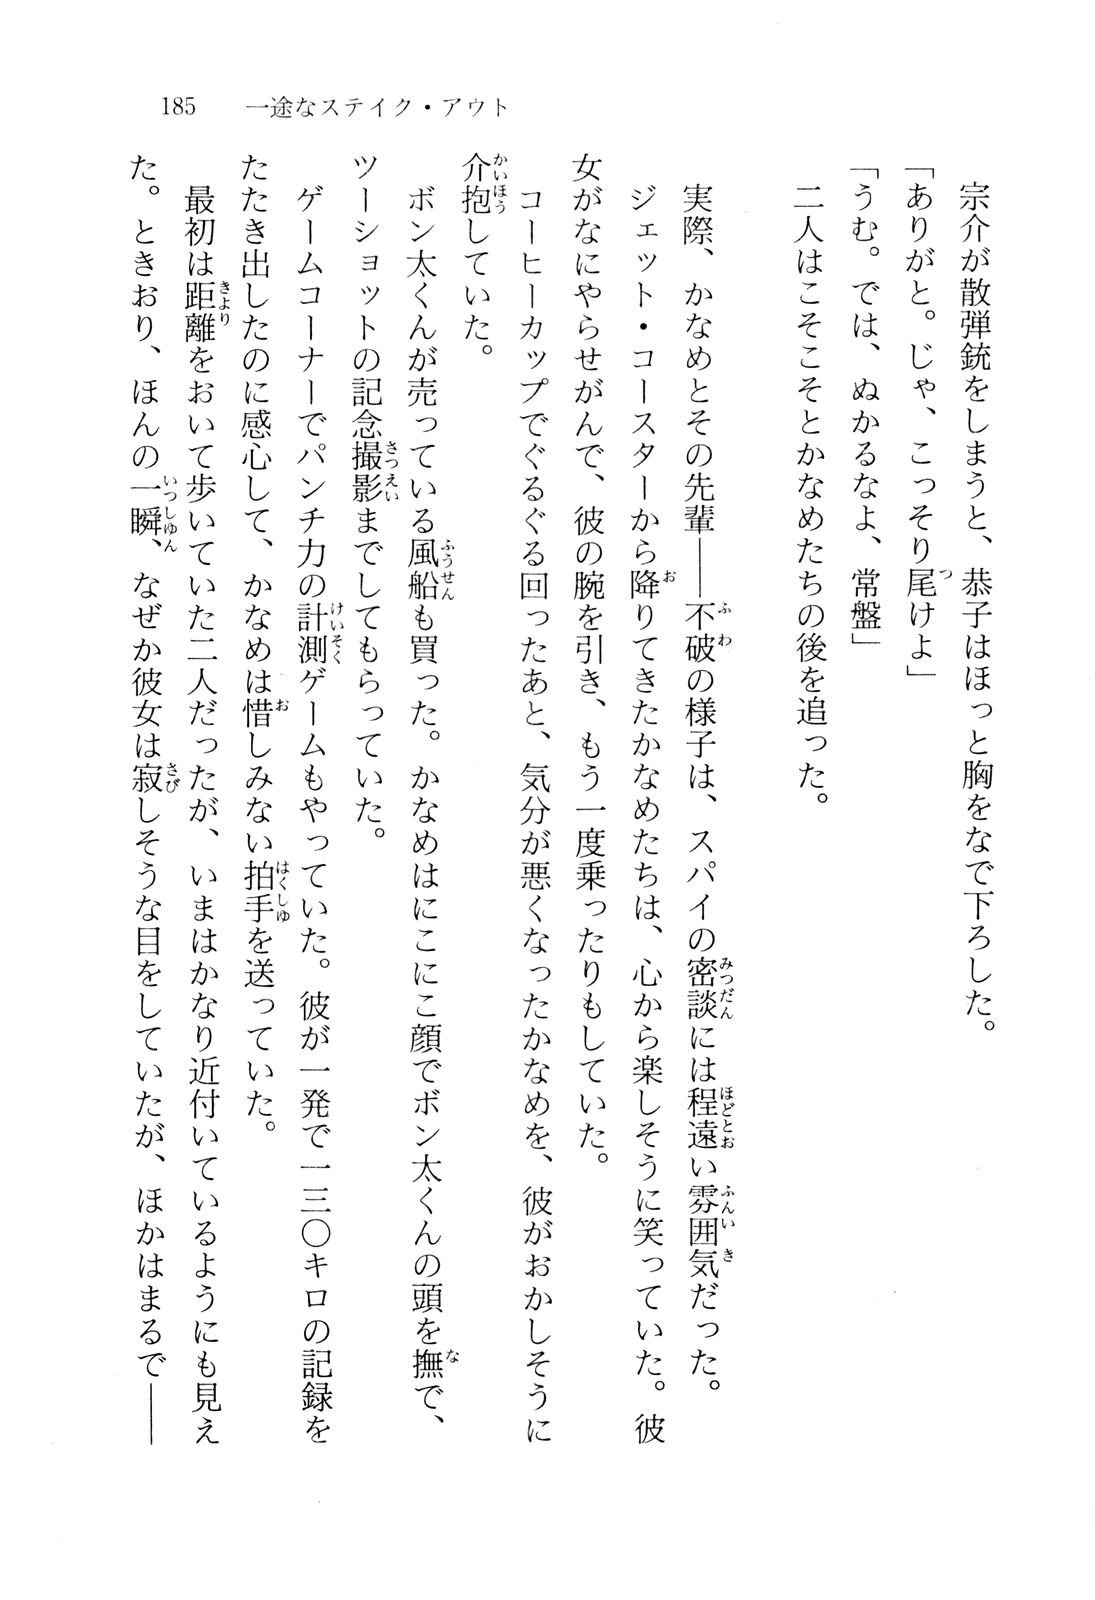 185　一途なステイク・アウト
　宗介が散弾銃をしまうと、恭子はほっと胸をなで下ろした。
「ありがと。じゃ、こっそり尾けよ」
「うむ。では、ぬかるなよ、常盤」
　二人はこそこそとかなめたちの後を追った。
　実際、かなめとその先輩——不破の様子は、スパイの密談には程遠い雰囲気だった。
　ジェット・コースターから降りてきたかなめたちは、心から楽しそうに笑っていた。彼
女がなにやらせがんで、彼の腕を引き、もう一度乗ったりもしていた。
　コーヒーカップでぐるぐる回ったあと、気分が悪くなったかなめを、彼がおかしそうに
介抱していた。
　ボン太くんが売っている風船も買った。かなめはにこにこ顔でボン太くんの頭を撫で、
ツーショットの記念撮影までしてもらっていた。
　ゲームコーナーでパンチ力の計測ゲームもやっていた。彼が一発で一三〇キロの記録を
たたき出したのに感心して、かなめは惜しみない拍手を送っていた。
　最初は距離をおいて歩いていた二人だったが、いまはかなり近付いているようにも見え
た。ときおり、ほんの一瞬、なぜか彼女は寂しそうな目をしていたが、ほかはまるで——